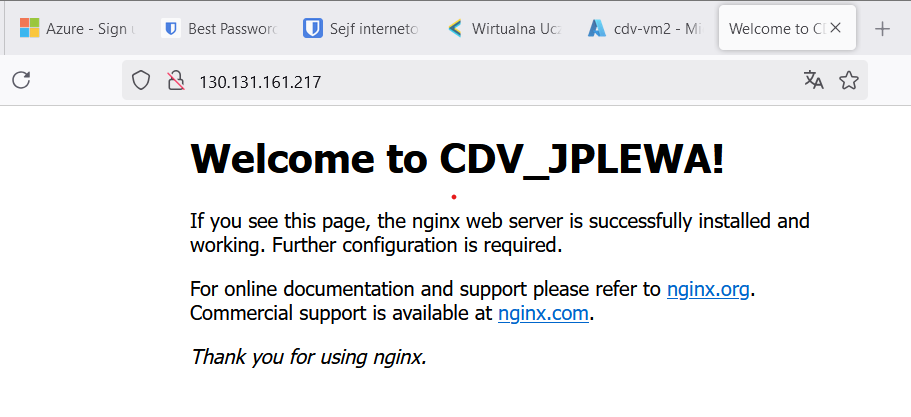 Azure - Sign
Best Passwor
Sejf interneto
Wirtualna Ucz
cdv-vm2 - Mi
Welcome to C
130.131.161.217
Welcome to CDV_JPLEWA!
If you see this page, the nginx web server is successfully installed and
working. Further configuration is required.
For online documentation and support please refer to nginx.org.
Commercial support is available at nginx.com.
Thank you for using nginx.